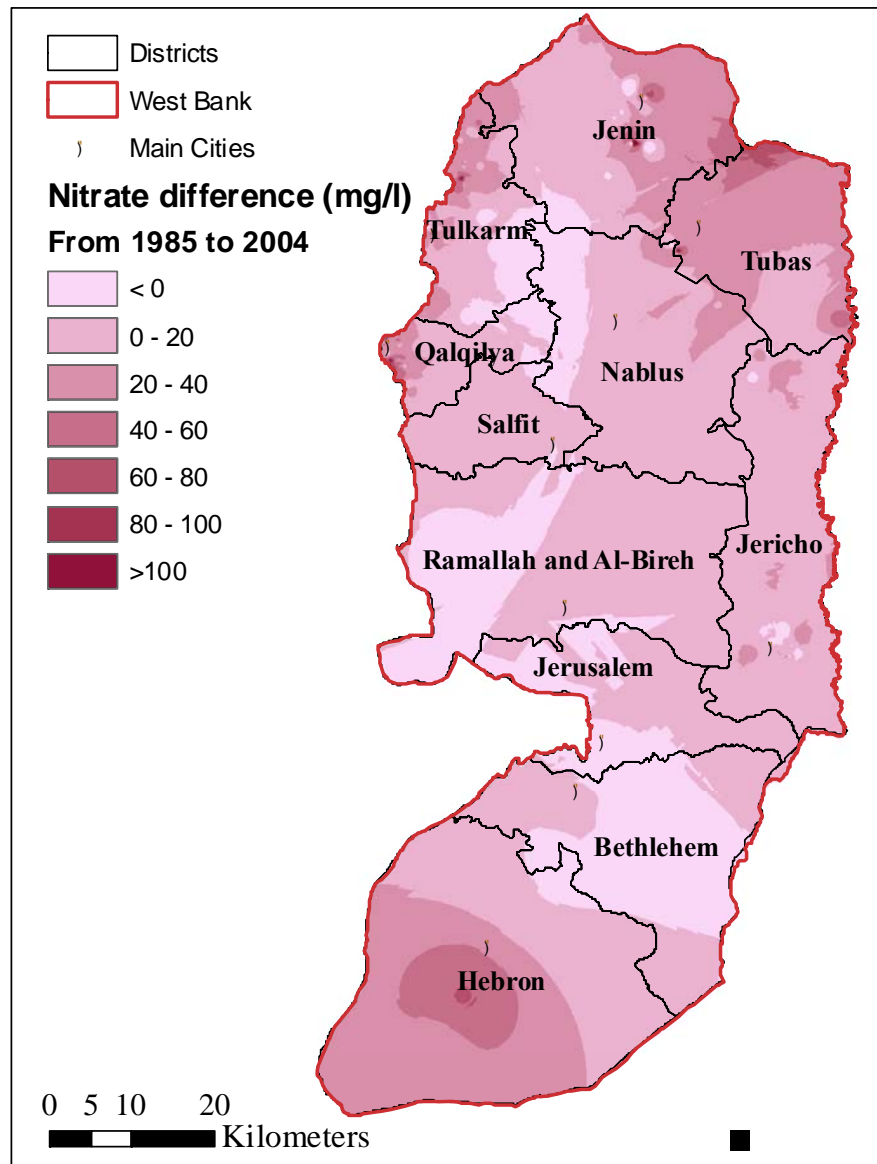 Districts
West Bank
Main Cities
Nitrate difference (mg/l)
From 1985 to 2004
< 0
0 - 20
20 - 40
40 - 60
60 - 80
80 - 100
>100
Jenin
Tulkarm
Tubas
Qalqilya
Nablus
Salfit
Ramallah and Al-Bireh
Jericho
Jerusalem
Bethlehem
Hebron
0 5 10 20
Kilometers